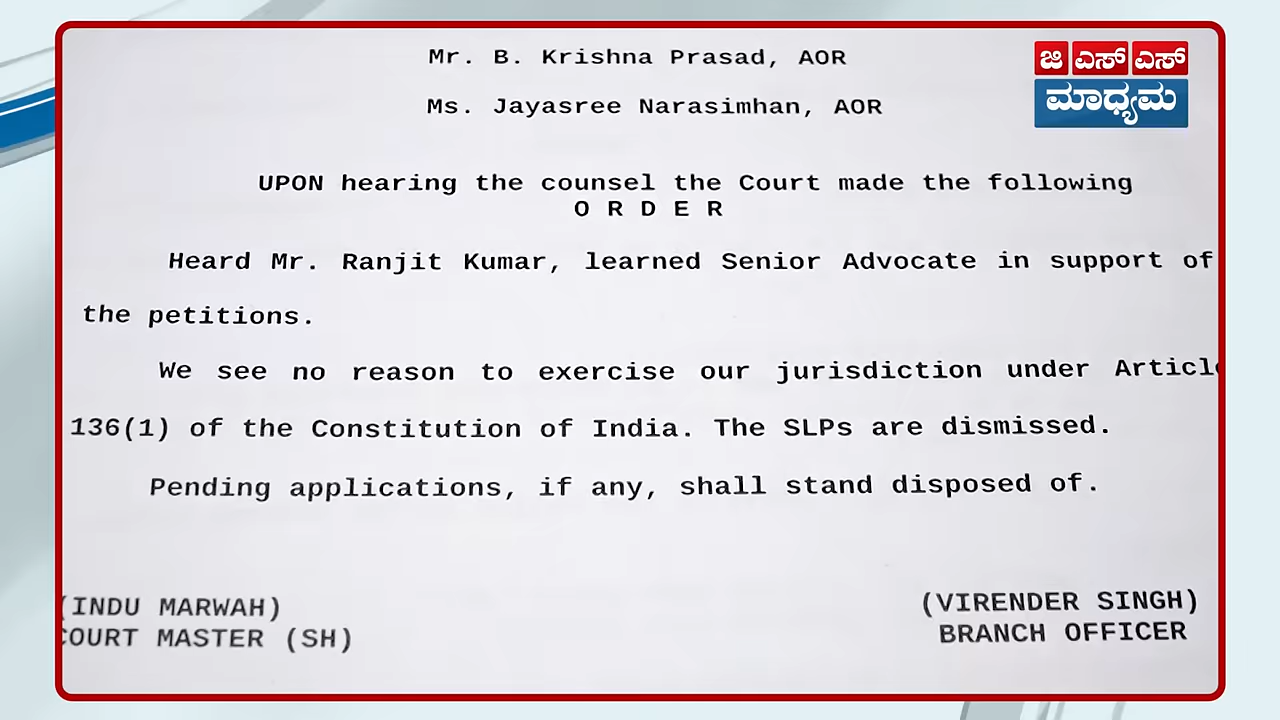 Mr. B. Krishna Prasad, AOR
ಜಿ ಎಸ್ ಎಸ್
ಮಾಧ್ಯಮ
Ms. Jayasree Narasimhan, AOR
UPON hearing the counsel the Court made the following
O R D E R
Heard Mr. Ranjit Kumar, learned Senior Advocate in support of
the petitions.
We see no reason to exercise our jurisdiction under Articl
136(1) of the Constitution of India. The SLPs are dismissed.
Pending applications, if any, shall stand disposed of.
(INDU MARWAH)
(VIRENDER SINGH)
COURT MASTER (SH)
BRANCH OFFICER